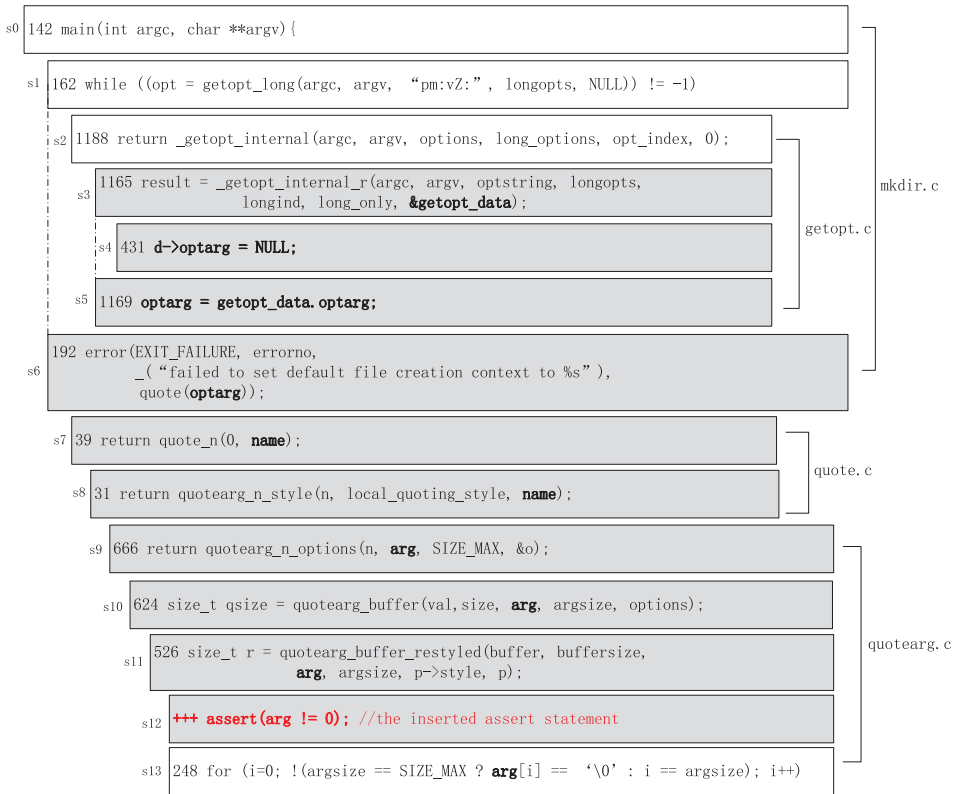 s0 142 main(int argc, char **argv){
s1 162 while ((opt = getopt_long(argc, argv, “pm:vZ:”, longopts, NULL)) != -1)
s2 1188 return _getopt_internal(argc, argv, options, long_options, opt_index, 0);
s3 1165 result = _getopt_internal_r(argc, argv, optstring, longopts,
longind, long_only, &getopt_data);
s4 431 d->optarg = NULL;
s5 1169 optarg = getopt_data.optarg;
getopt.c
s6 192 error(EXIT_FAILURE, errorno,
_(“failed to set default file creation context to %s”),
quote(optarg));
mkdir.c
s7 39 return quote_n(0, name);
s8 31 return quotearg_n_style(n, local_quoting_style, name);
quote.c
s9 666 return quotearg_n_options(n, arg, SIZE_MAX, &o);
s10 624 size_t qsize = quotearg_buffer(val,size, arg, argsize, options);
s11 526 size_t r = quotearg_buffer_restyled(buffer, buffersize,
arg, argsize, p->style, p);
s12 +++ assert(arg != 0); //the inserted assert statement
s13 248 for (i=0; !(argsize == SIZE_MAX ? arg[i] == ‘\0’ : i == argsize); i++)
quotearg.c